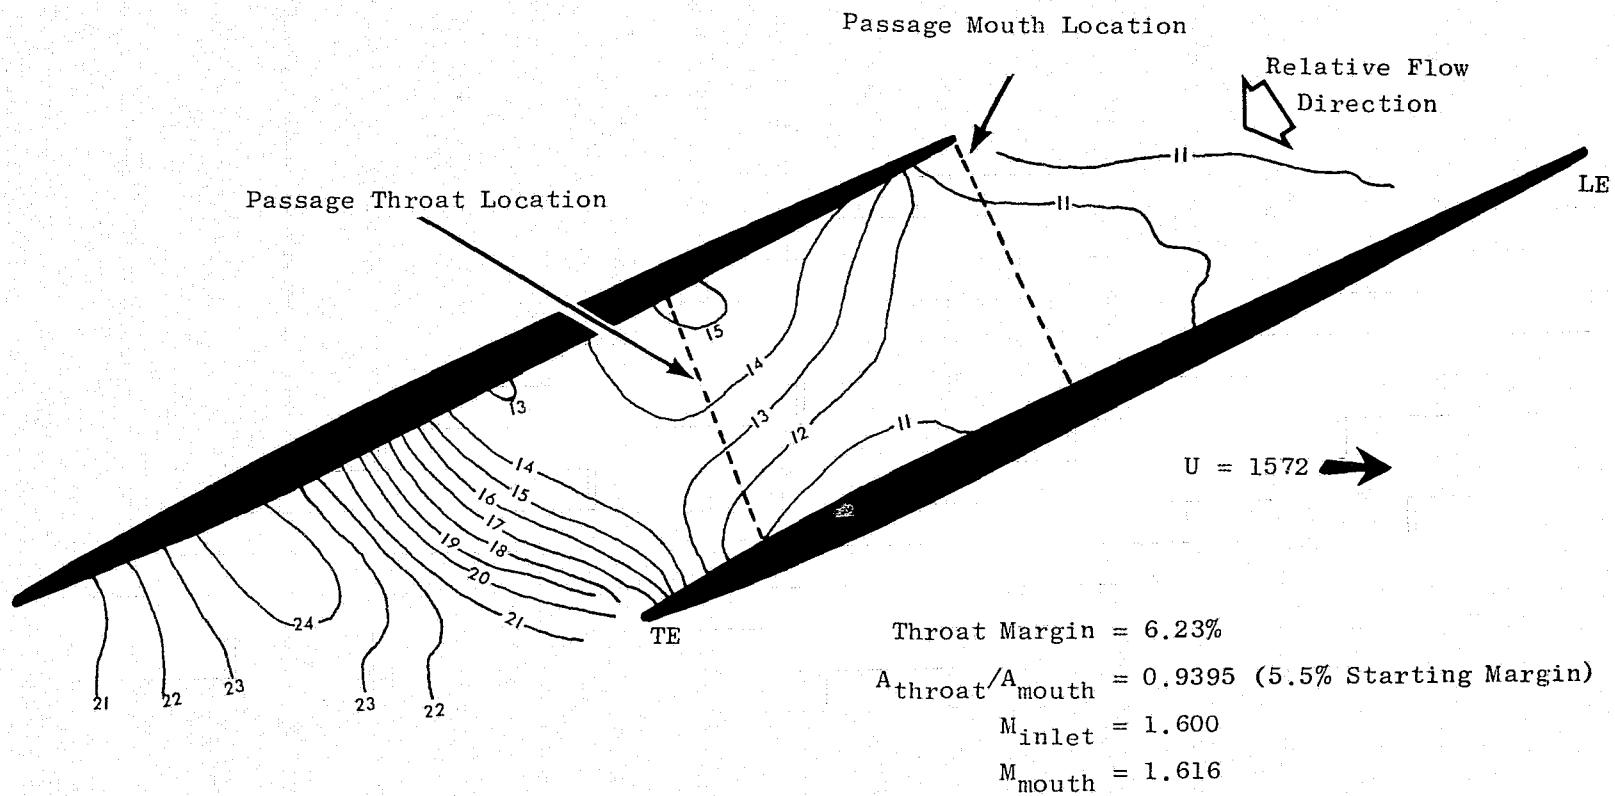 Passage Mouth Location
Relative Flow
Direction
11
LE
Passage Throat Location
11
15
14
13
13
12
11
14
15
16
17
18
19
20
21
U = 1572
24
TE
23
22
21
23
22
Throat Margin = 6.23%
A_throat/A_mouth = 0.9395 (5.5% Starting Margin)
M_inlet = 1.600
M_mouth = 1.616